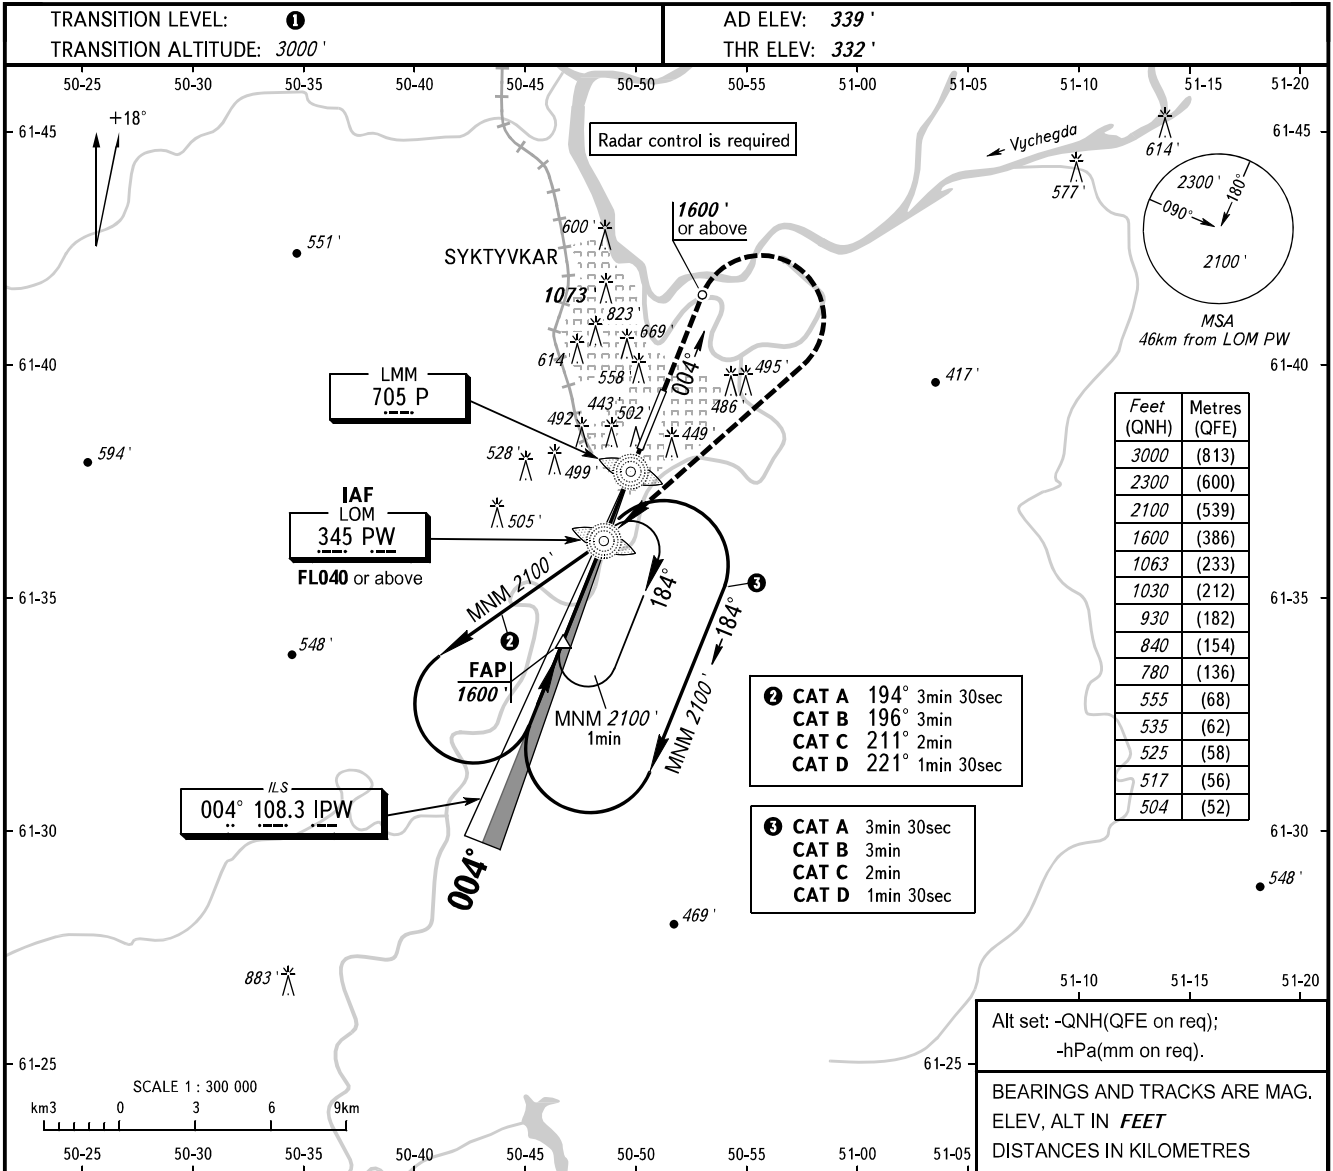 TRANSITION LEVEL: ❶
TRANSITION ALTITUDE: 3000 '
AD ELEV: 339 '
THR ELEV: 332 '
50-25 50-30 50-35 50-40 50-45 50-50 50-55 51-00 51-05 51-10 51-15 51-20
+18°
61-45
61-45
Radar control is required
Vychegda
614 '
577 '
2300 '
180°
090°
2100 '
MSA
46km from LOM PW
1600 '
or above
600 '
551 '
SYKTYVKAR
1073 '
823 '
669 '
614 '
558 '
61-40
61-40
004°
495 '
486 '
417 '
LMM
705 P
443 '
502 '
492 '
449 '
528 '
499 '
594 '
505 '
IAF
LOM
345 PW
FL040 or above
Feet (QNH) Metres (QFE)
3000 (813)
2300 (600)
2100 (539)
1600 (386)
1063 (233)
1030 (212)
930 (182)
840 (154)
780 (136)
555 (68)
535 (62)
525 (58)
517 (56)
504 (52)
61-35
61-35
MNM 2100 '
❷
184°
❸
184°
548 '
FAP
1600 '
MNM 2100 '
1min
MNM 2100 '
❷ CAT A 194° 3min 30sec
CAT B 196° 3min
CAT C 211° 2min
CAT D 221° 1min 30sec
ILS
004° 108.3 IPW
❸ CAT A 3min 30sec
CAT B 3min
CAT C 2min
CAT D 1min 30sec
61-30
61-30
004°
548 '
469 '
883 '
51-10 51-15 51-20
Alt set: -QNH(QFE on req);
-hPa(mm on req).
61-25
61-25
SCALE 1 : 300 000
km3 0 3 6 9km
BEARINGS AND TRACKS ARE MAG.
ELEV, ALT IN FEET
DISTANCES IN KILOMETRES
50-25 50-30 50-35 50-40 50-45 50-50 50-55 51-00 51-05